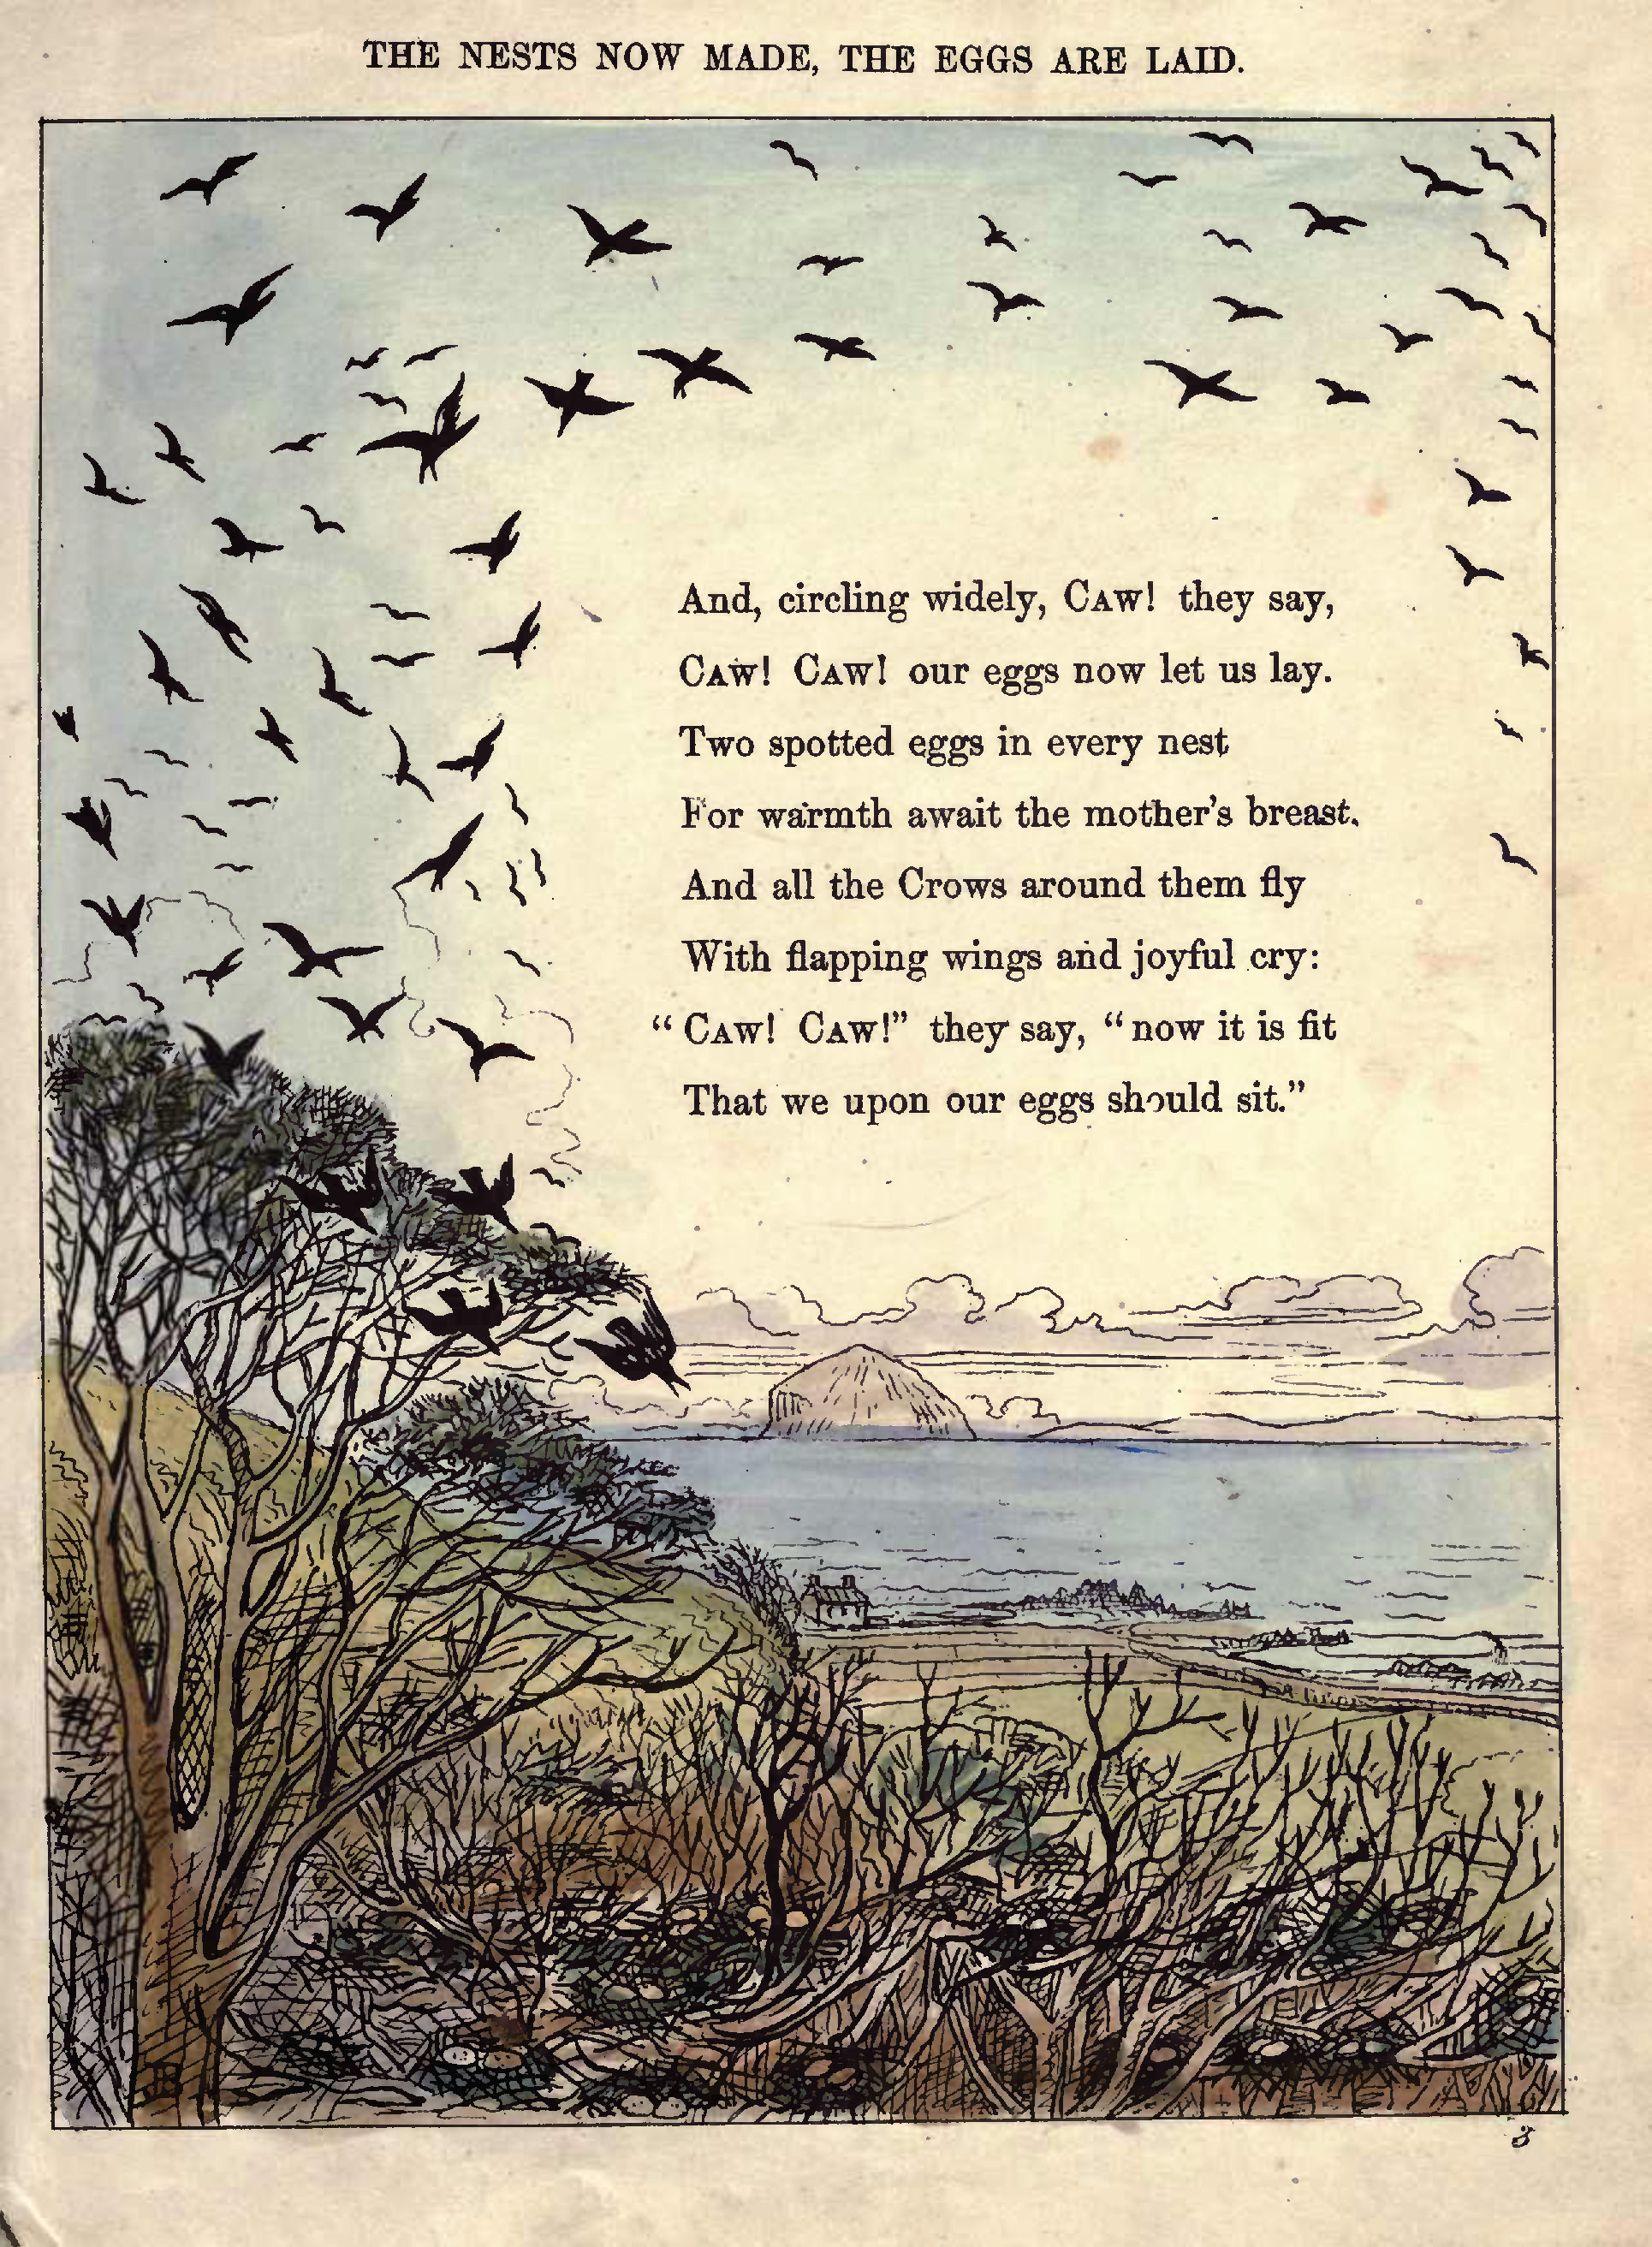 THE NESTS NOW MADE, THE EGGS ARE LAID.
And, circling widely, CAW! they say,
CAW! CAW! our eggs now let us lay.
Two spotted eggs in every nest
For warmth await the mother's breast.
And all the Crows around them fly
With flapping wings and joyful cry:
“CAW! CAW!” they say, “now it is fit
That we upon our eggs should sit.”
JB
3